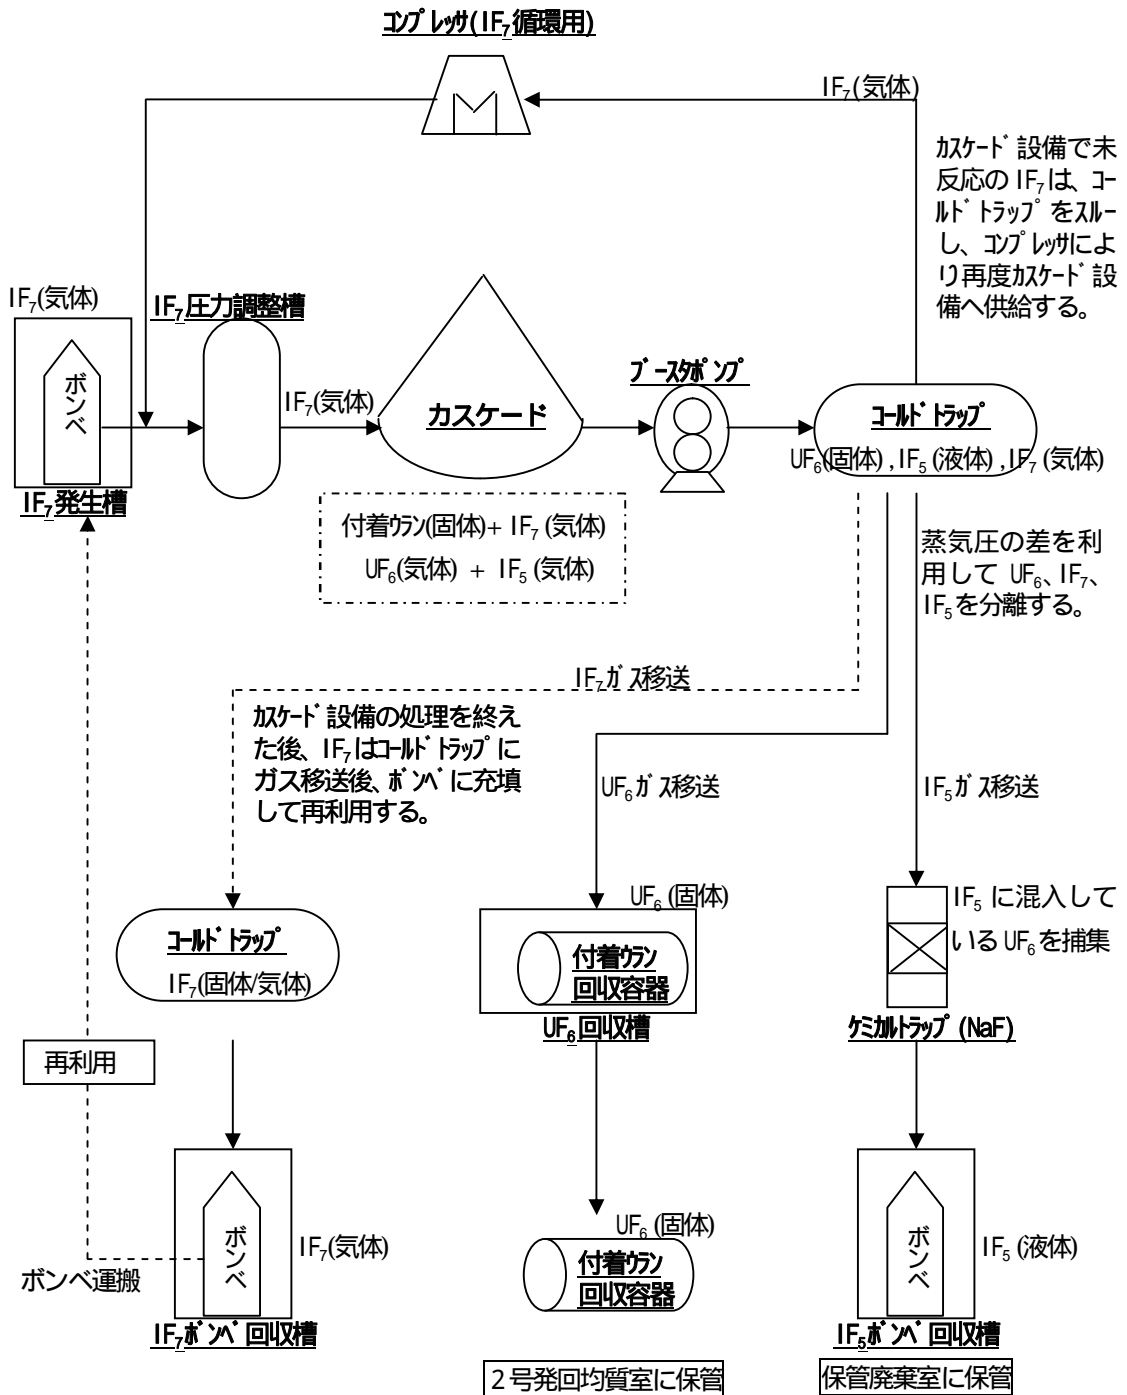 コンプレッサ(IF₇循環用)
IF₇(気体)
カスケード設備で未
反応のIF₇は、コー
ルドトラップをスルー
し、コンプレッサによ
り再度カスケード設
備へ供給する。
IF₇(気体)
IF₇圧力調整槽
ボンベ
IF₇(気体)
カスケード
ブースタポンプ
コールドトラップ
UF₆(固体),IF₅(液体),IF₇(気体)
IF₇発生槽
付着ウラン(固体)+ IF₇(気体)
UF₆(気体) + IF₅(気体)
蒸気圧の差を利
用して UF₆、IF₇、
IF₅を分離する。
IF₇ガス移送
カスケード設備の処理を終え
た後、IF₇はコールドトラップに
ガス移送後、ボンベに充填
して再利用する。
UF₆ガス移送
IF₅ガス移送
コールドトラップ
IF₇(固体/気体)
UF₆(固体)
付着ウラン
回収容器
UF₆回収槽
IF₅に混入して
いるUF₆を捕集
ケミカルトラップ(NaF)
再利用
ボンベ
IF₇(気体)
ボンベ運搬
IF₇ボンベ回収槽
UF₆(固体)
付着ウラン
回収容器
ボンベ
IF₅(液体)
IF₅ボンベ回収槽
2号発回均質室に保管
保管廃棄室に保管